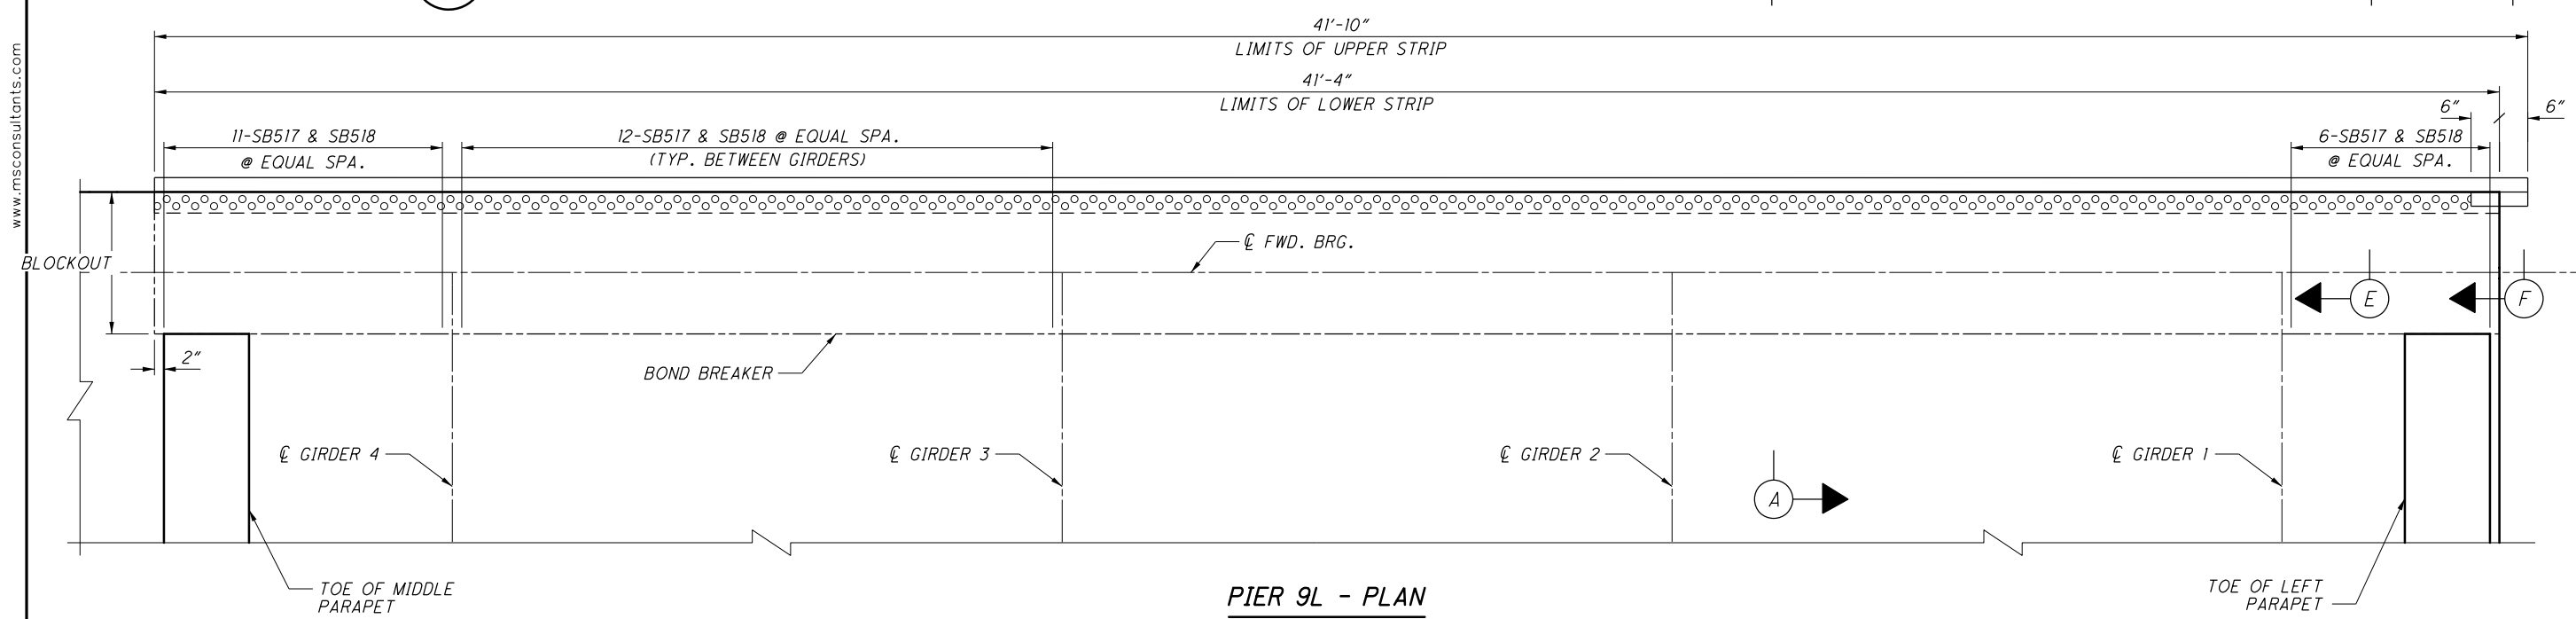 www.msconsultants.com
41'-10"
LIMITS OF UPPER STRIP
41'-4"
LIMITS OF LOWER STRIP
6"
6"
11-SB517 & SB518
@ EQUAL SPA.
12-SB517 & SB518 @ EQUAL SPA.
(TYP. BETWEEN GIRDERS)
6-SB517 & SB518
@ EQUAL SPA.
℄ FWD. BRG.
BLOCKOUT
E
F
2"
BOND BREAKER
℄ GIRDER 4
℄ GIRDER 3
℄ GIRDER 2
℄ GIRDER 1
A
TOE OF MIDDLE
PARAPET
PIER 9L - PLAN
TOE OF LEFT
PARAPET